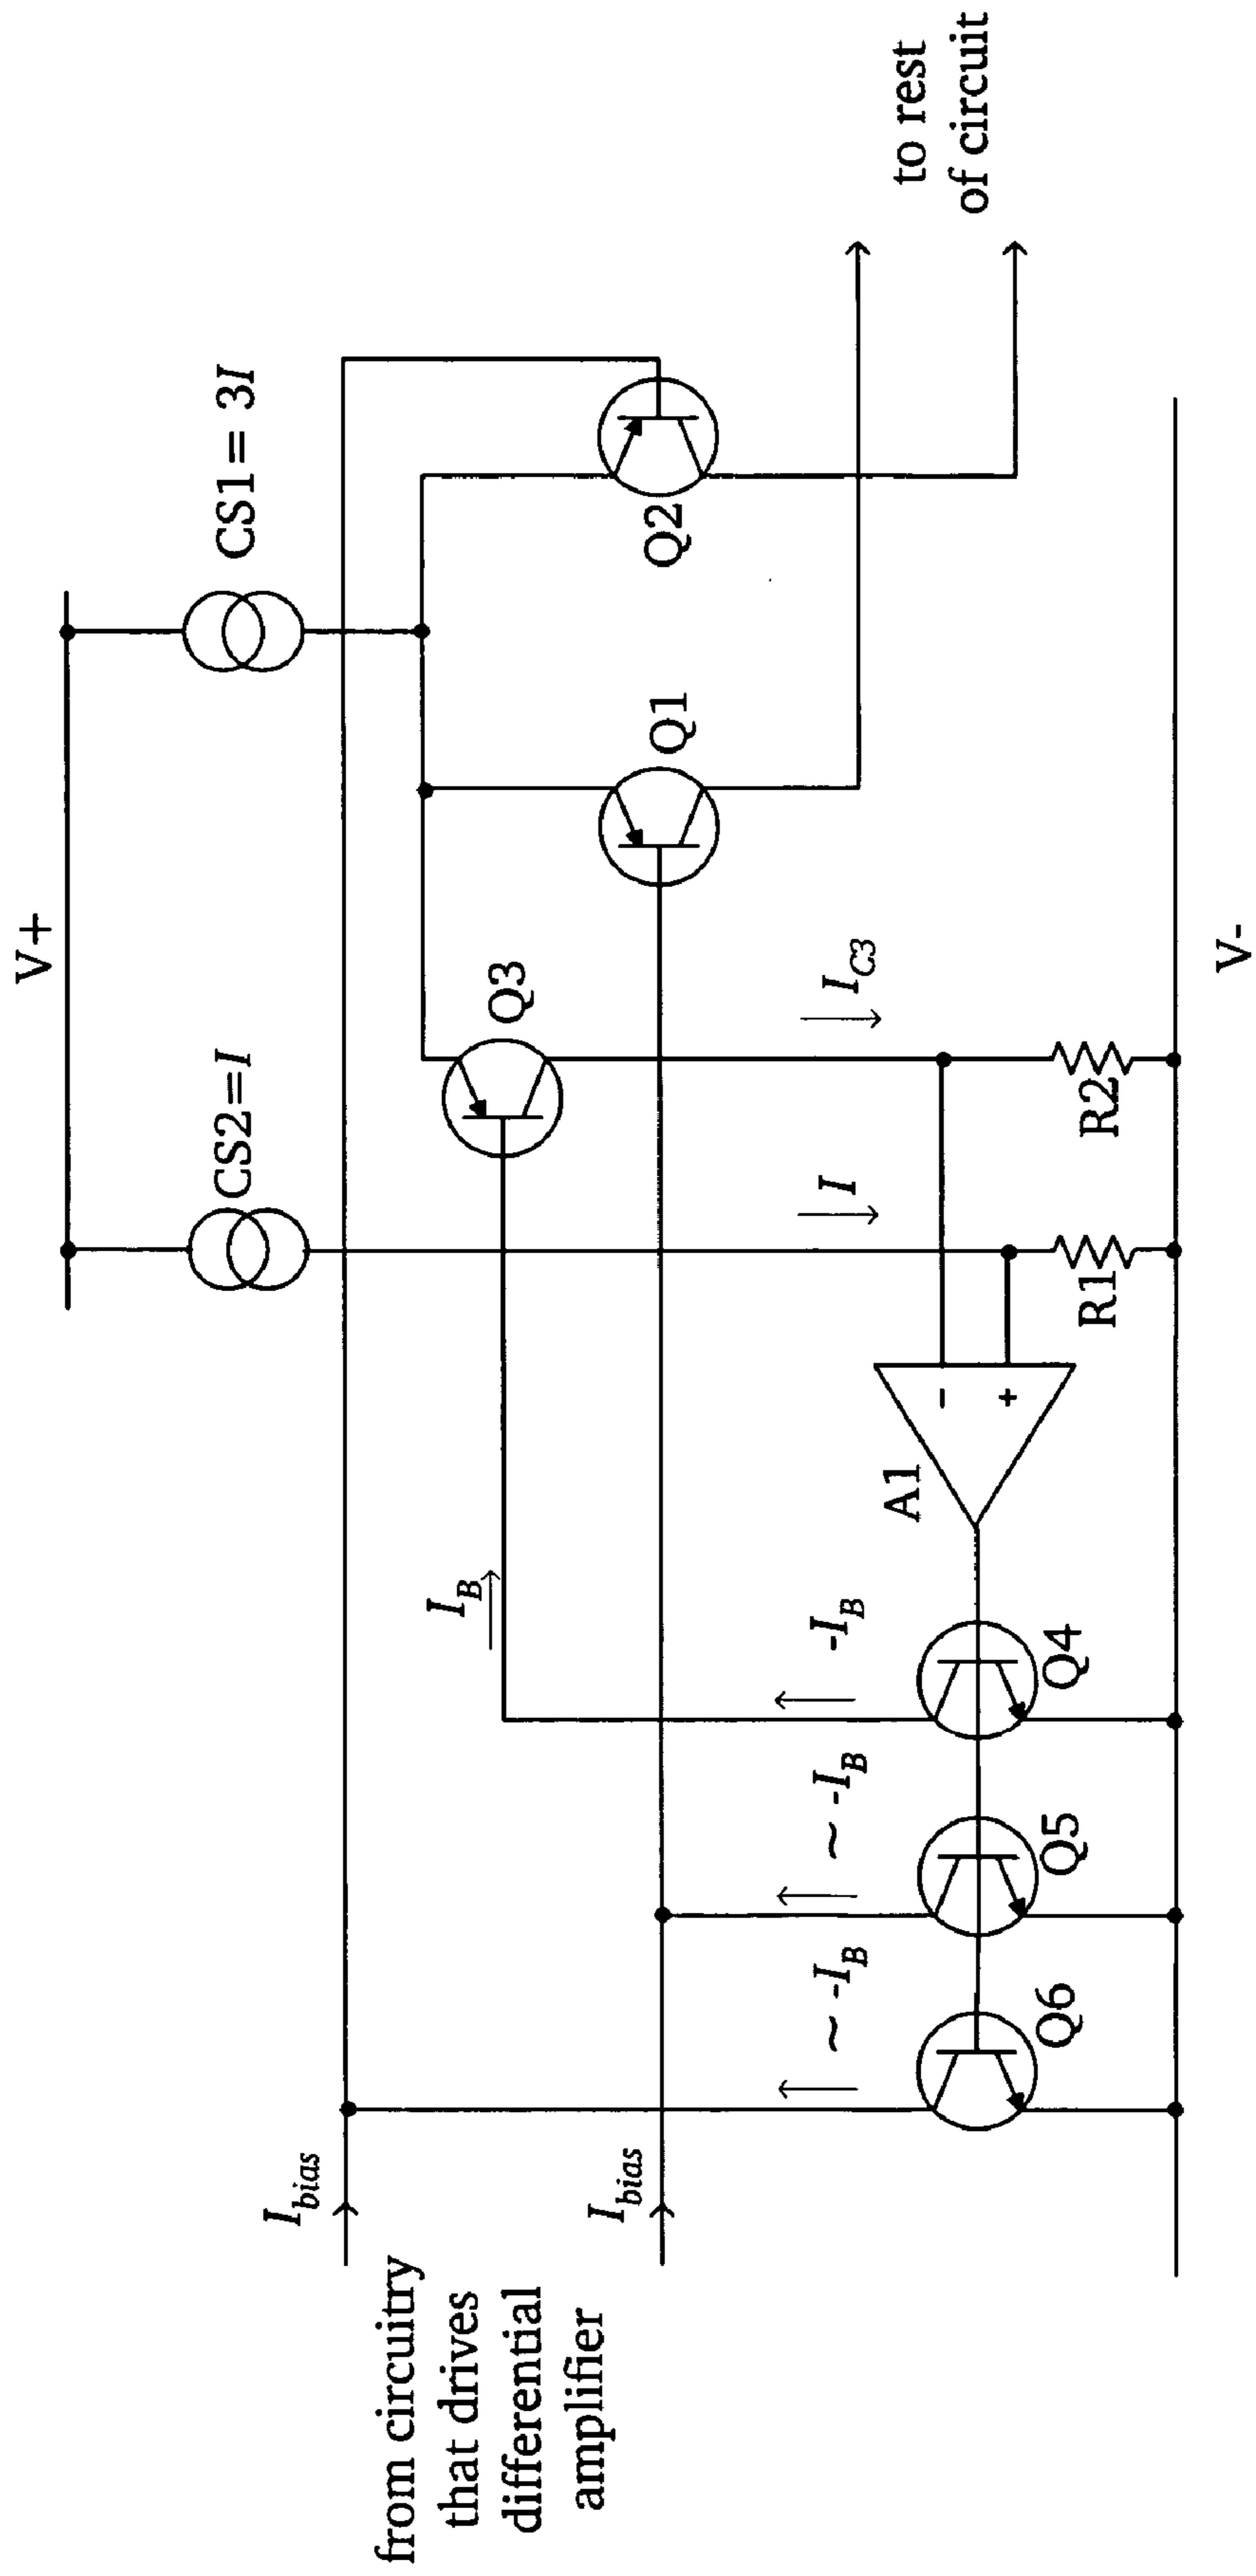 V+
CS2=I
CS1= 3I
I_bias
from circuitry
that drives
differential
amplifier
I_bias
I_B
Q3
Q1
Q2
~ -I_B
~ -I_B
-I_B
I
I_C3
to rest
of circuit
A1
-
+
Q6
Q5
Q4
R1
R2
V-